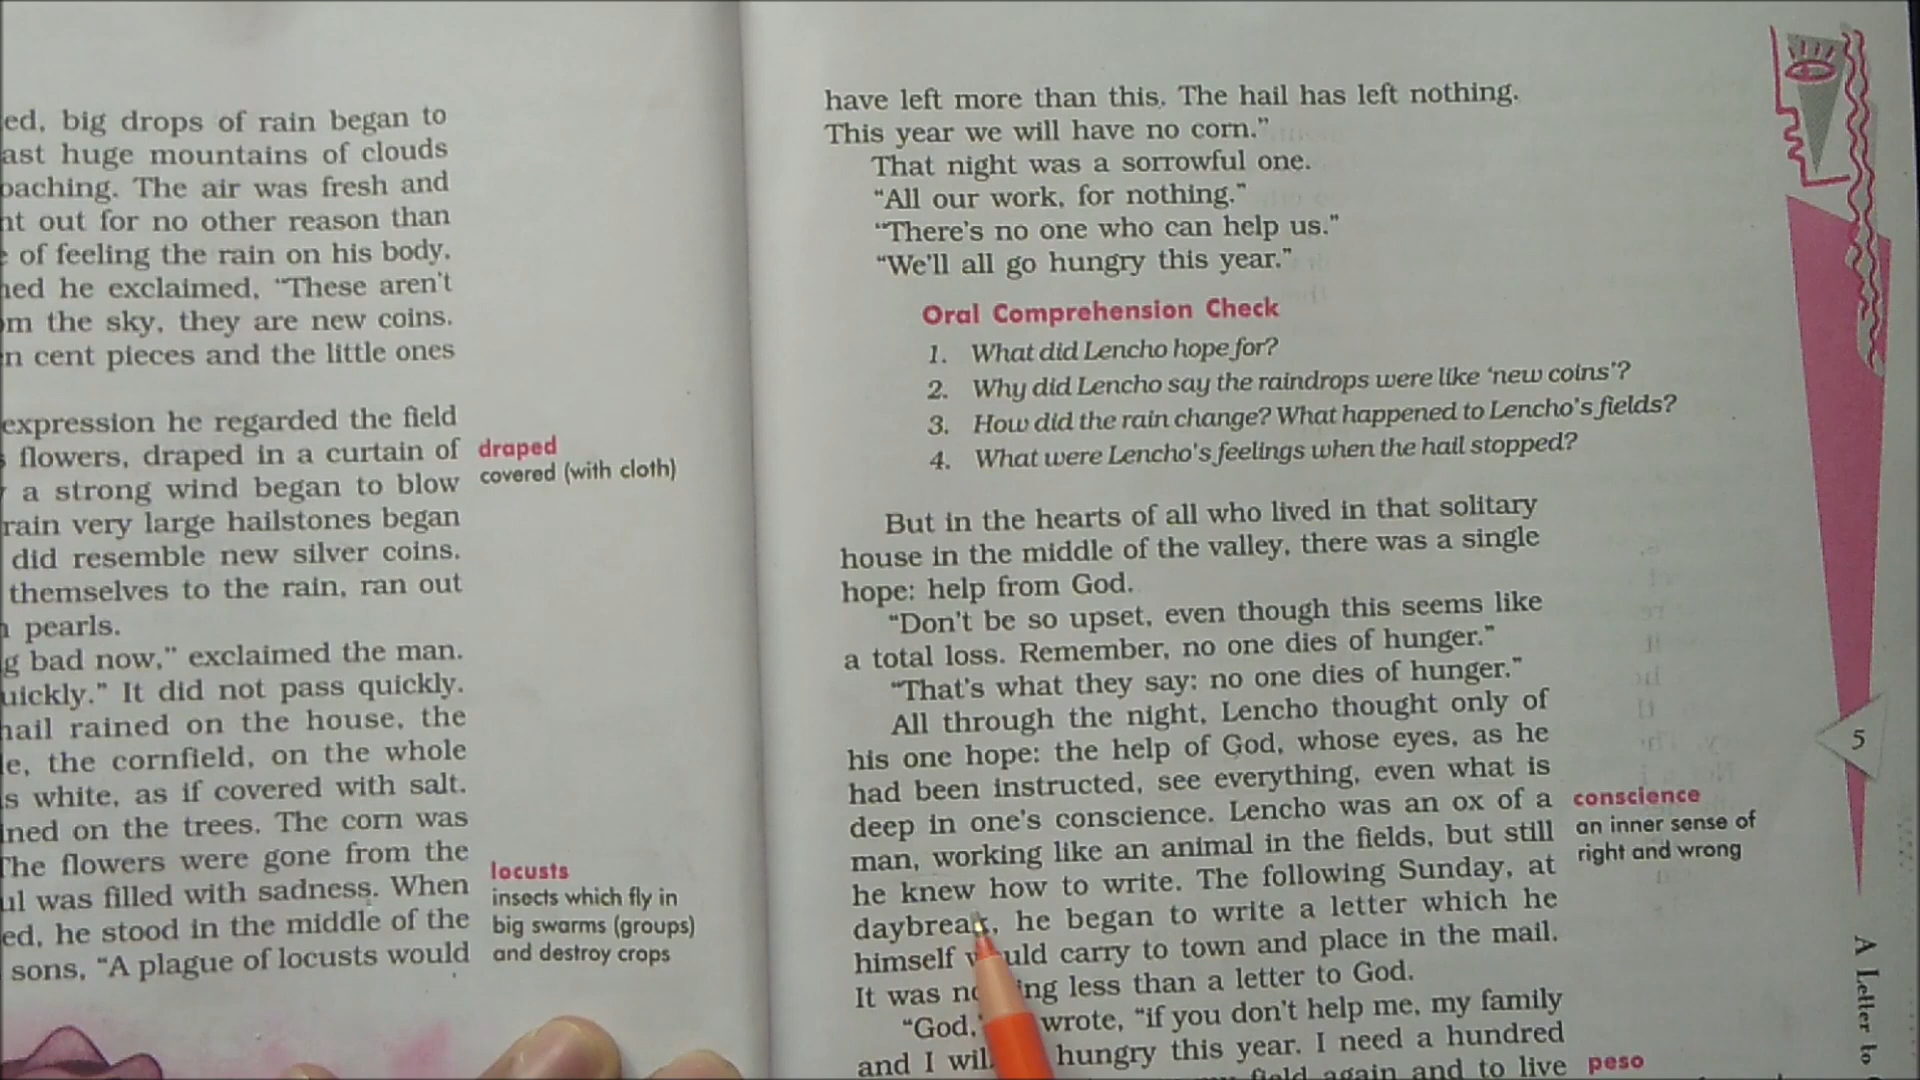 big drops of rain began to
huge mountains of clouds
The air was fresh and
out for no other reason than
of feeling the rain on his body.
he exclaimed, “These aren't
the sky, they are new coins.
cent pieces and the little ones
expression he regarded the field
flowers, draped in a curtain of
a strong wind began to blow
rain very large hailstones began
did resemble new silver coins.
themselves to the rain, ran out
pearls.
bad now,” exclaimed the man.
It did not pass quickly.
rained on the house, the
the cornfield, on the whole
white, as if covered with salt.
on the trees. The corn was
The flowers were gone from the
was filled with sadness. When
he stood in the middle of the
sons, “A plague of locusts would
draped
covered (with cloth)
locusts
insects which fly in
big swarms (groups)
and destroy crops
have left more than this. The hail has left nothing.
This year we will have no corn.”
That night was a sorrowful one.
“All our work, for nothing.”
“There's no one who can help us.”
“We'll all go hungry this year.”
Oral Comprehension Check
1. What did Lencho hope for?
2. Why did Lencho say the raindrops were like ‘new coins’?
3. How did the rain change? What happened to Lencho's fields?
4. What were Lencho's feelings when the hail stopped?
But in the hearts of all who lived in that solitary
house in the middle of the valley, there was a single
hope: help from God.
“Don't be so upset, even though this seems like
a total loss. Remember, no one dies of hunger.”
“That's what they say: no one dies of hunger.”
All through the night, Lencho thought only of
his one hope: the help of God, whose eyes, as he
had been instructed, see everything, even what is
deep in one's conscience. Lencho was an ox of a
man, working like an animal in the fields, but still
he knew how to write. The following Sunday, at
daybreak, he began to write a letter which he
himself would carry to town and place in the mail.
It was nothing less than a letter to God.
“God,” wrote, “if you don't help me, my family
and I will hungry this year. I need a hundred
field again and to live
conscience
an inner sense of
right and wrong
peso
5
A Letter to